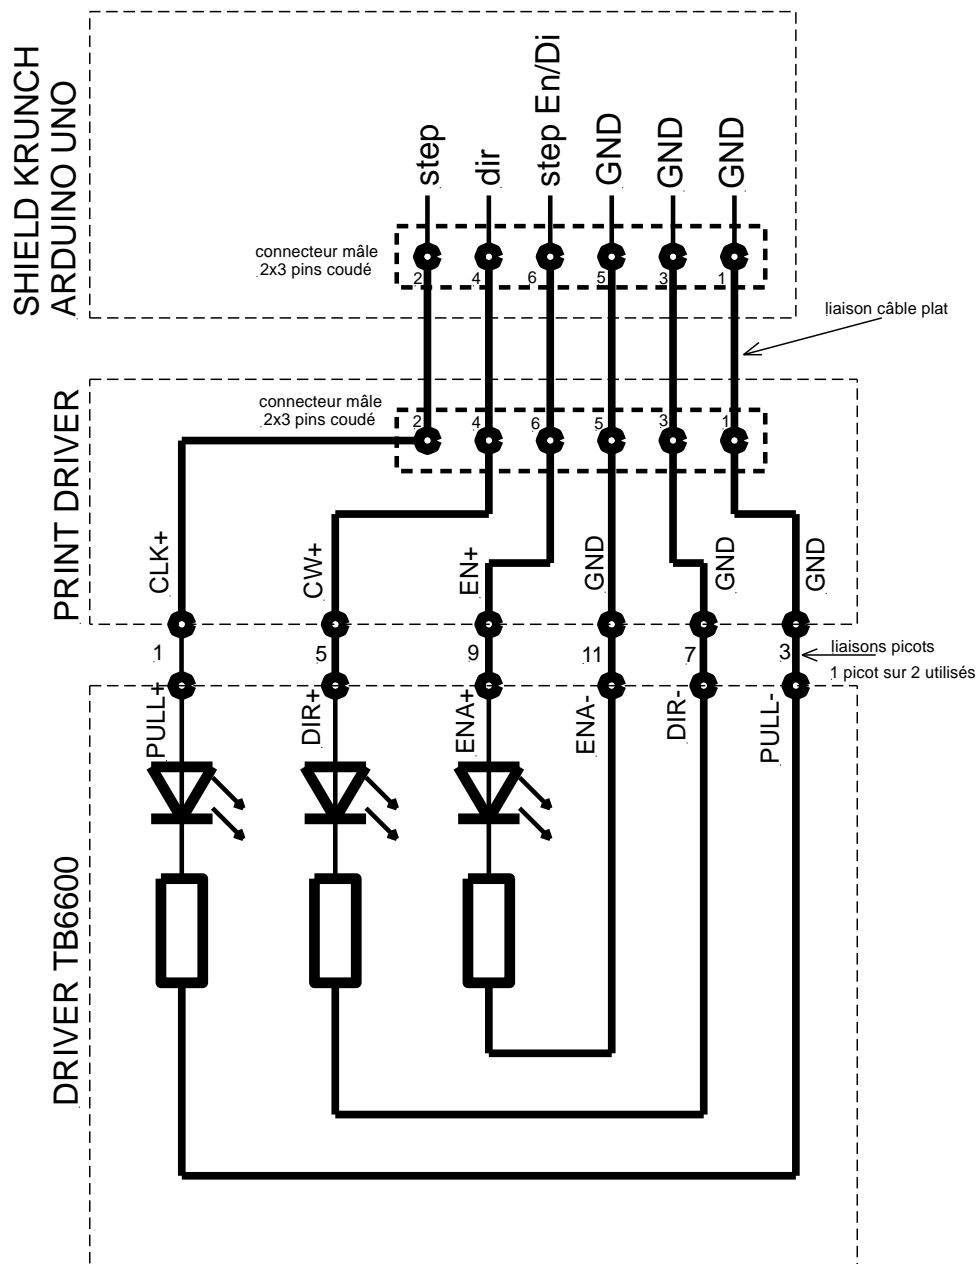 SHIELD KRUNCH
ARDUINO UNO
step
dir
step En/Di
GND
GND
GND
connecteur mâle
2x3 pins coudé
2
4
6
5
3
1
liaison câble plat
PRINT DRIVER
connecteur mâle
2x3 pins coudé
2
4
6
5
3
1
CLK+
CW+
EN+
GND
GND
GND
1
5
9
11
7
3
liaisons picots
1 picot sur 2 utilisés
DRIVER TB6600
PULL+
DIR+
ENA+
ENA-
DIR-
PULL-